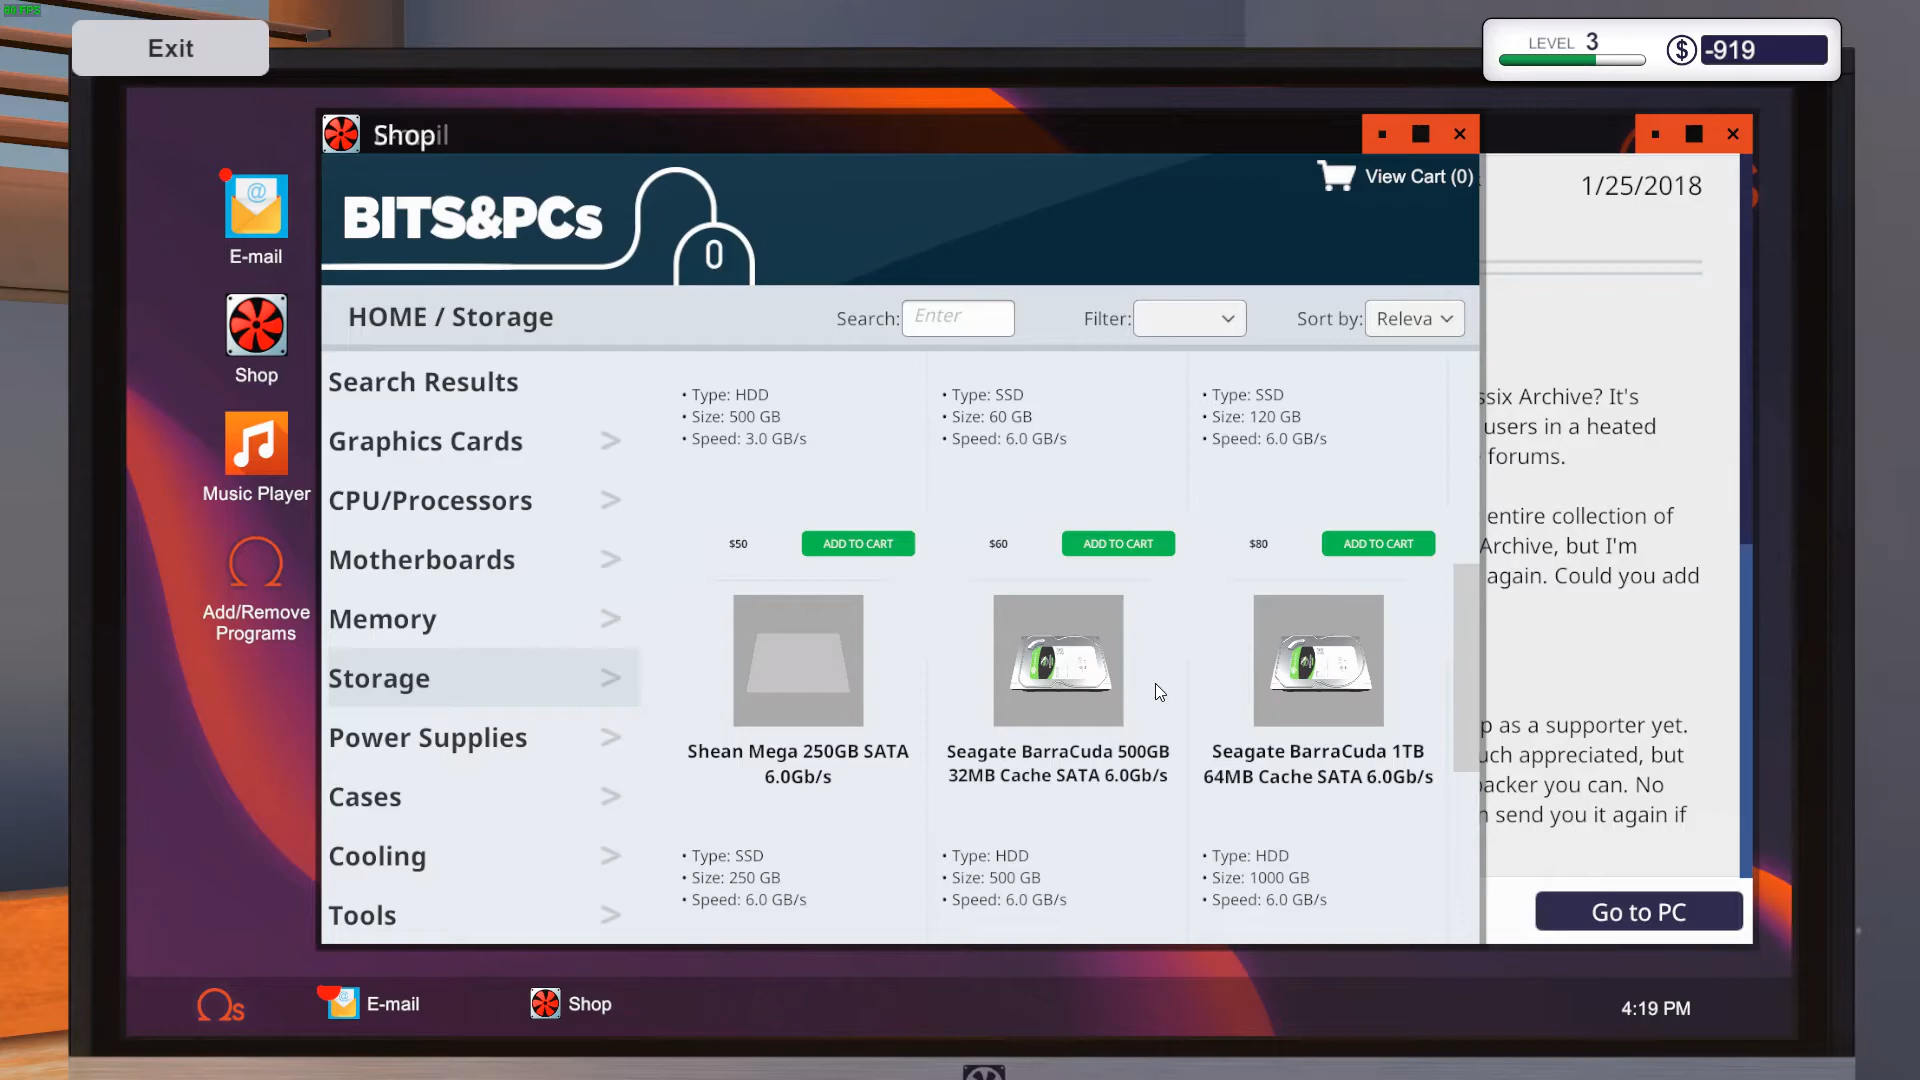 90 FPS
Exit
LEVEL 3
$ -919
Shop
View Cart (0)
BITS&PCs
1/25/2018
HOME / Storage
Search: Enter
Filter:
Sort by: Releva
Search Results
Graphics Cards >
CPU/Processors >
Motherboards >
Memory >
Storage >
Power Supplies >
Cases >
Cooling >
Tools >
• Type: HDD
• Size: 500 GB
• Speed: 3.0 GB/s
$50 ADD TO CART
• Type: SSD
• Size: 60 GB
• Speed: 6.0 GB/s
$60 ADD TO CART
• Type: SSD
• Size: 120 GB
• Speed: 6.0 GB/s
$80 ADD TO CART
Shean Mega 250GB SATA
6.0Gb/s
• Type: SSD
• Size: 250 GB
• Speed: 6.0 GB/s
Seagate BarraCuda 500GB
32MB Cache SATA 6.0Gb/s
• Type: HDD
• Size: 500 GB
• Speed: 6.0 GB/s
Seagate BarraCuda 1TB
64MB Cache SATA 6.0Gb/s
• Type: HDD
• Size: 1000 GB
• Speed: 6.0 GB/s
ssix Archive? It's
users in a heated
forums.
entire collection of
Archive, but I'm
again. Could you add
p as a supporter yet.
uch appreciated, but
acker you can. No
n send you it again if
Go to PC
E-mail
Shop
Music Player
Add/Remove
Programs
Ωs
E-mail
Shop
4:19 PM